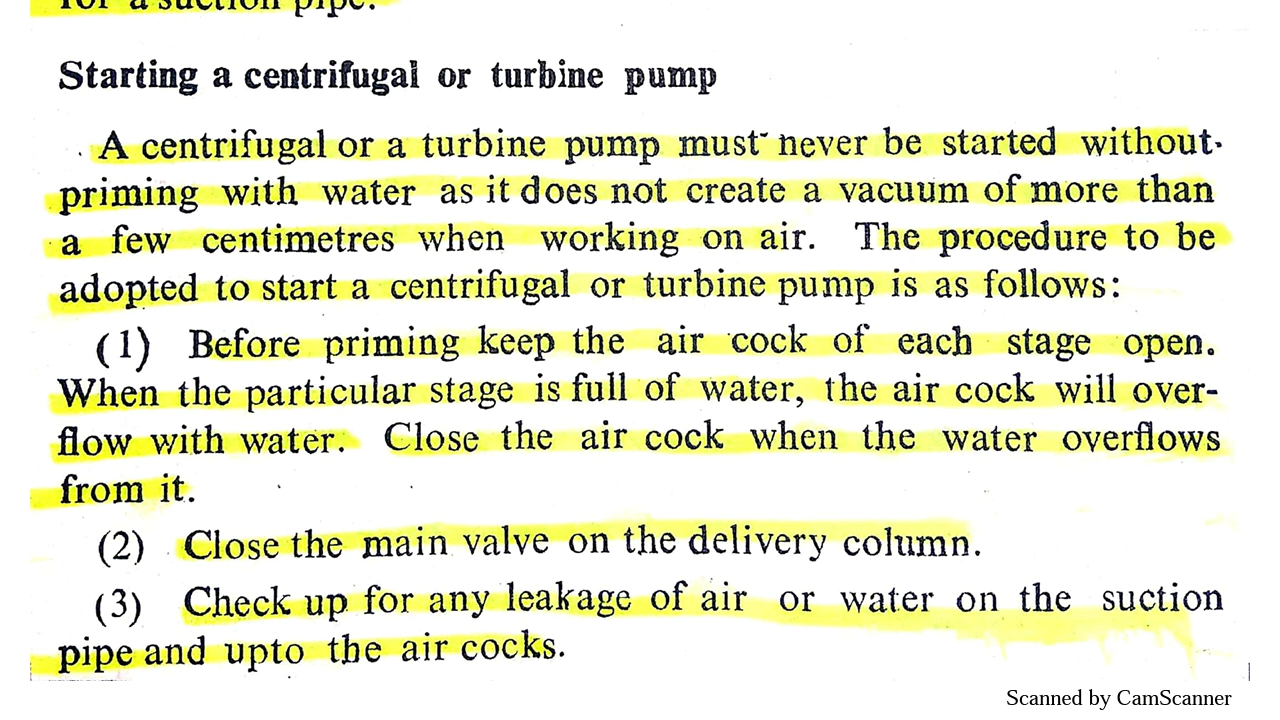 for a suction pipe.
Starting a centrifugal or turbine pump
A centrifugal or a turbine pump must never be started without
priming with water as it does not create a vacuum of more than
a few centimetres when working on air. The procedure to be
adopted to start a centrifugal or turbine pump is as follows:
(1) Before priming keep the air cock of each stage open.
When the particular stage is full of water, the air cock will over-
flow with water. Close the air cock when the water overflows
from it.
(2) Close the main valve on the delivery column.
(3) Check up for any leakage of air or water on the suction
pipe and upto the air cocks.
Scanned by CamScanner